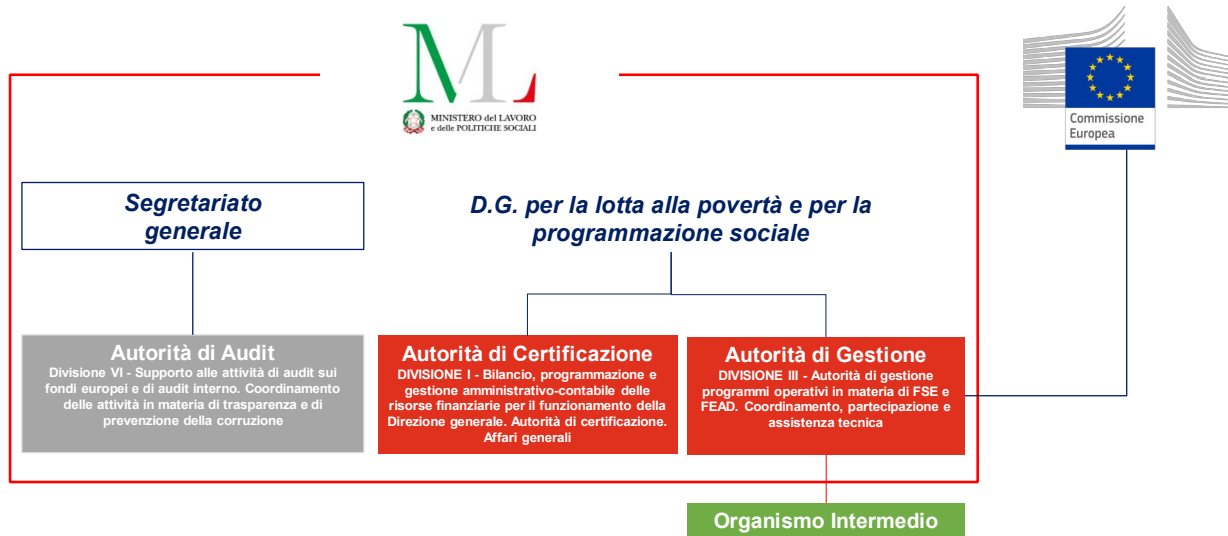 ML
MINISTERO del LAVORO
e delle POLITICHE SOCIALI
Commissione
Europea
Segretariato
generale
D.G. per la lotta alla povertà e per la
programmazione sociale
Autorità di Audit
Divisione VI - Supporto alle attività di audit sui
fondi europei e di audit interno. Coordinamento
delle attività in materia di trasparenza e di
prevenzione della corruzione
Autorità di Certificazione
DIVISIONE I - Bilancio, programmazione e
gestione amministrativo-contabile delle
risorse finanziarie per il funzionamento della
Direzione generale. Autorità di certificazione.
Affari generali
Autorità di Gestione
DIVISIONE III - Autorità di gestione
programmi operativi in materia di FSE e
FEAD. Coordinamento, partecipazione e
assistenza tecnica
Organismo Intermedio